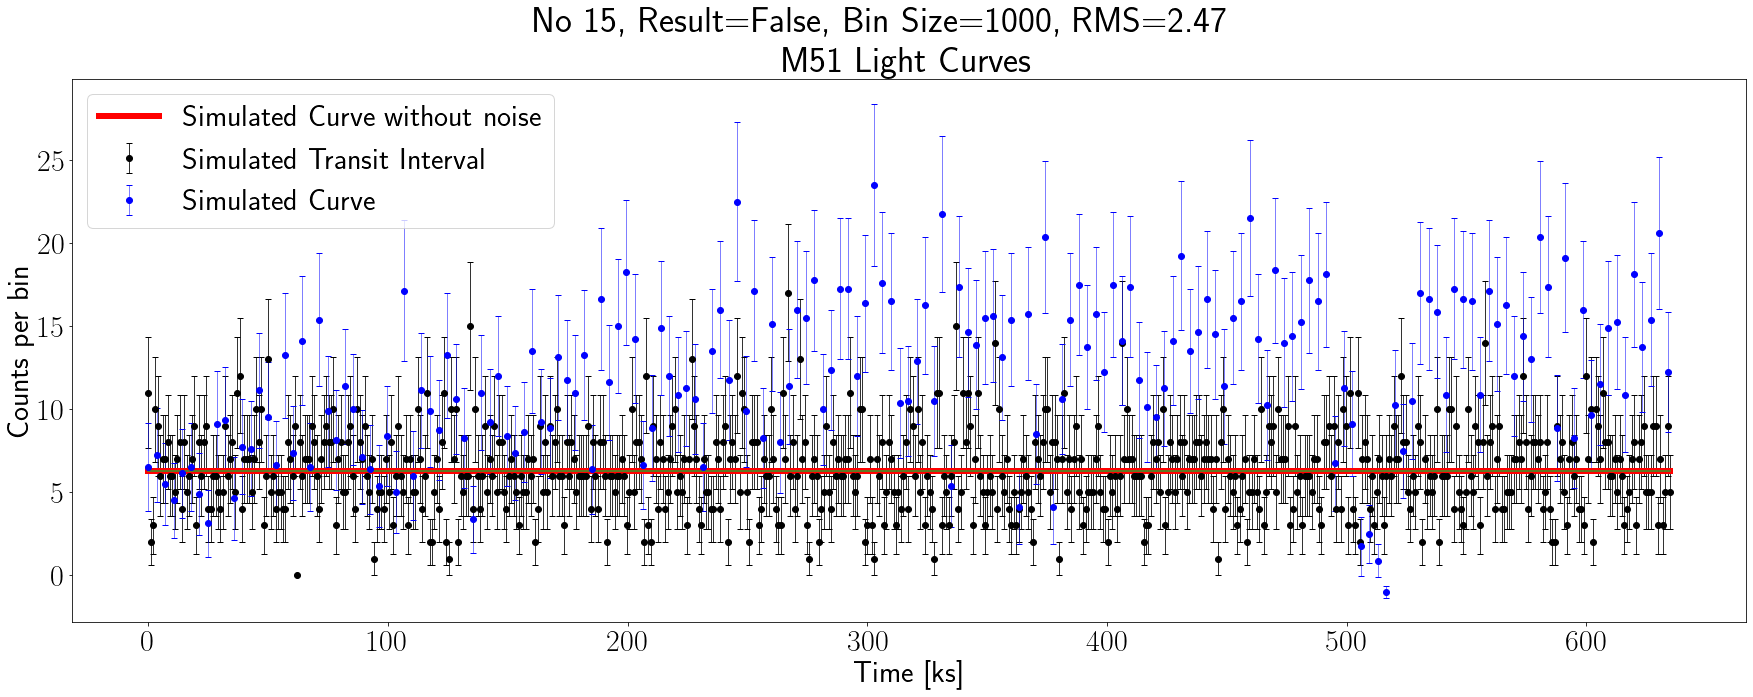 No 15, Result=False, Bin Size=1000, RMS=2.47
M51 Light Curves
Simulated Curve without noise
Simulated Transit Interval
Simulated Curve
Counts per bin
25
20
15
10
5
0
0 100 200 300 400 500 600
Time [ks]